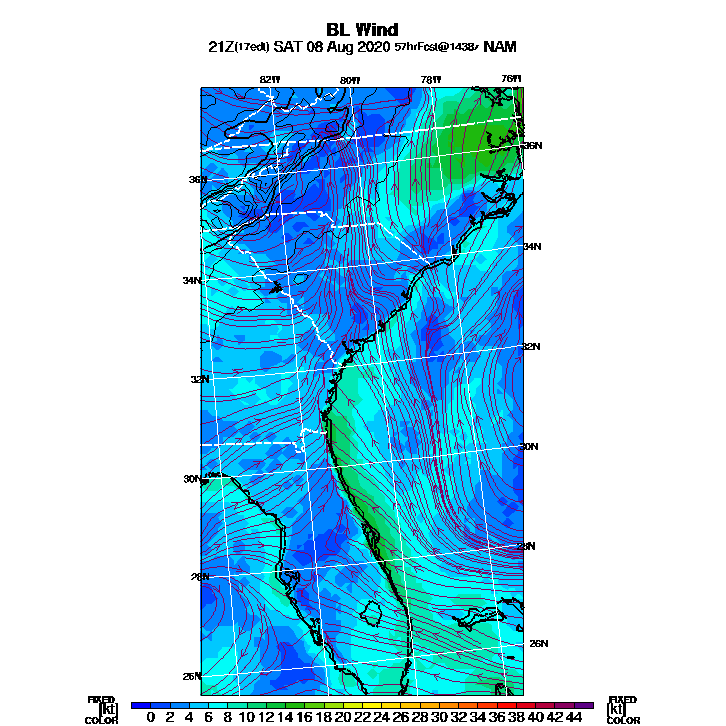 BL Wind
21Z(17edt) SAT 08 Aug 2020 57hrFcst@1438z NAM
82W 80W 78W 76W
36N
36N
34N
34N
32N
32N
30N
30N
28N
28N
26N
26N
FIXED FIXED
[kt] 0 2 4 6 8 10 12 14 16 18 20 22 24 26 28 30 32 34 36 38 40 42 44 [kt]
COLOR COLOR